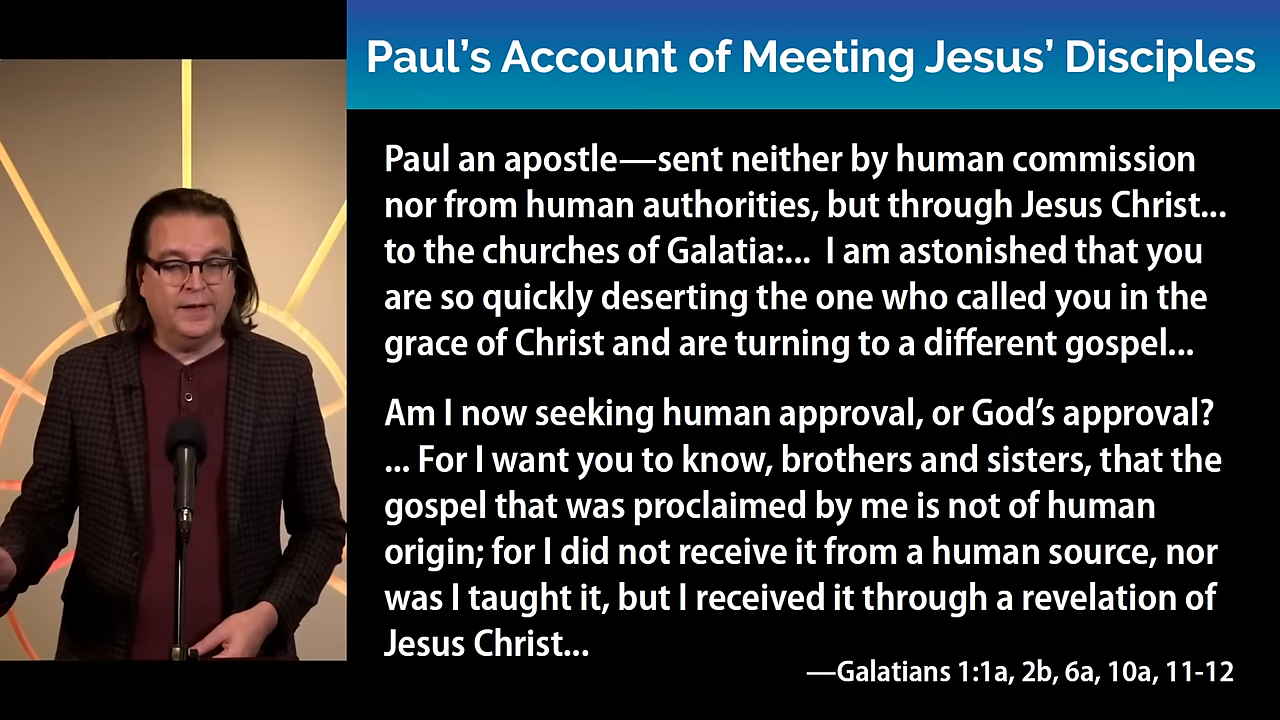 Paul’s Account of Meeting Jesus’ Disciples
Paul an apostle—sent neither by human commission
nor from human authorities, but through Jesus Christ...
to the churches of Galatia:... I am astonished that you
are so quickly deserting the one who called you in the
grace of Christ and are turning to a different gospel...
Am I now seeking human approval, or God’s approval?
... For I want you to know, brothers and sisters, that the
gospel that was proclaimed by me is not of human
origin; for I did not receive it from a human source, nor
was I taught it, but I received it through a revelation of
Jesus Christ...
—Galatians 1:1a, 2b, 6a, 10a, 11-12